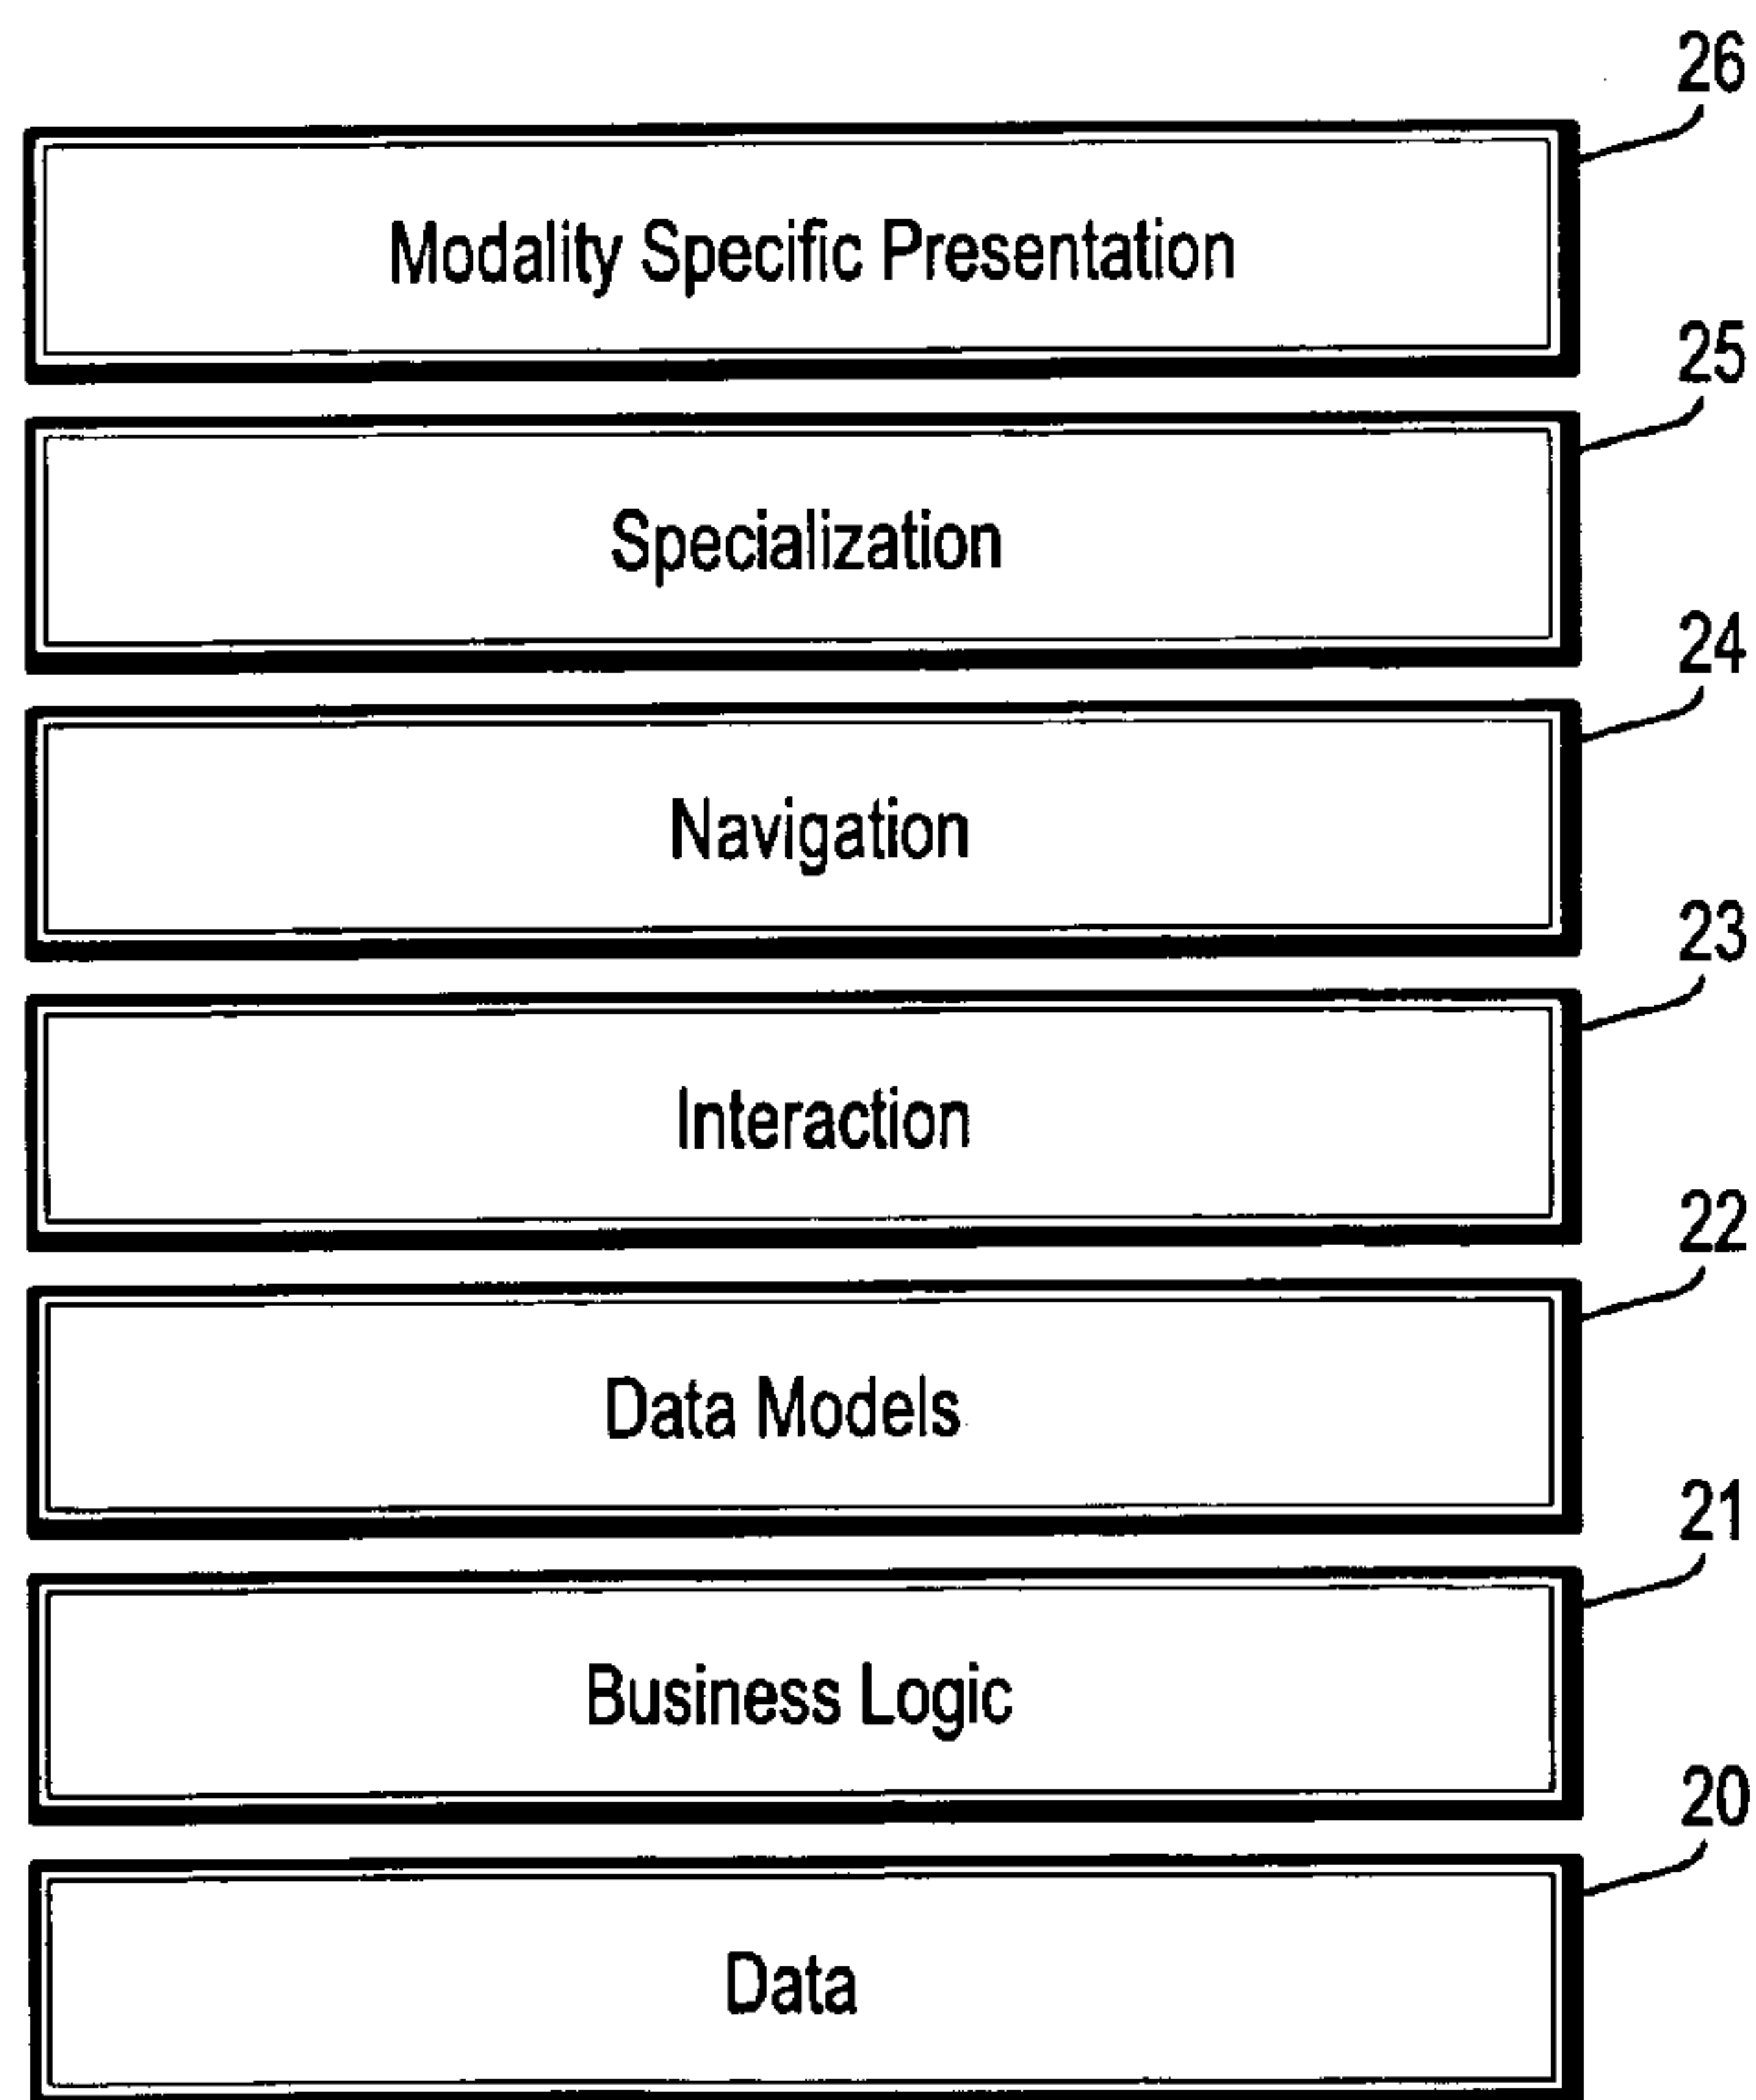 26
Modality Specific Presentation
25
Specialization
24
Navigation
23
Interaction
22
Data Models
21
Business Logic
20
Data